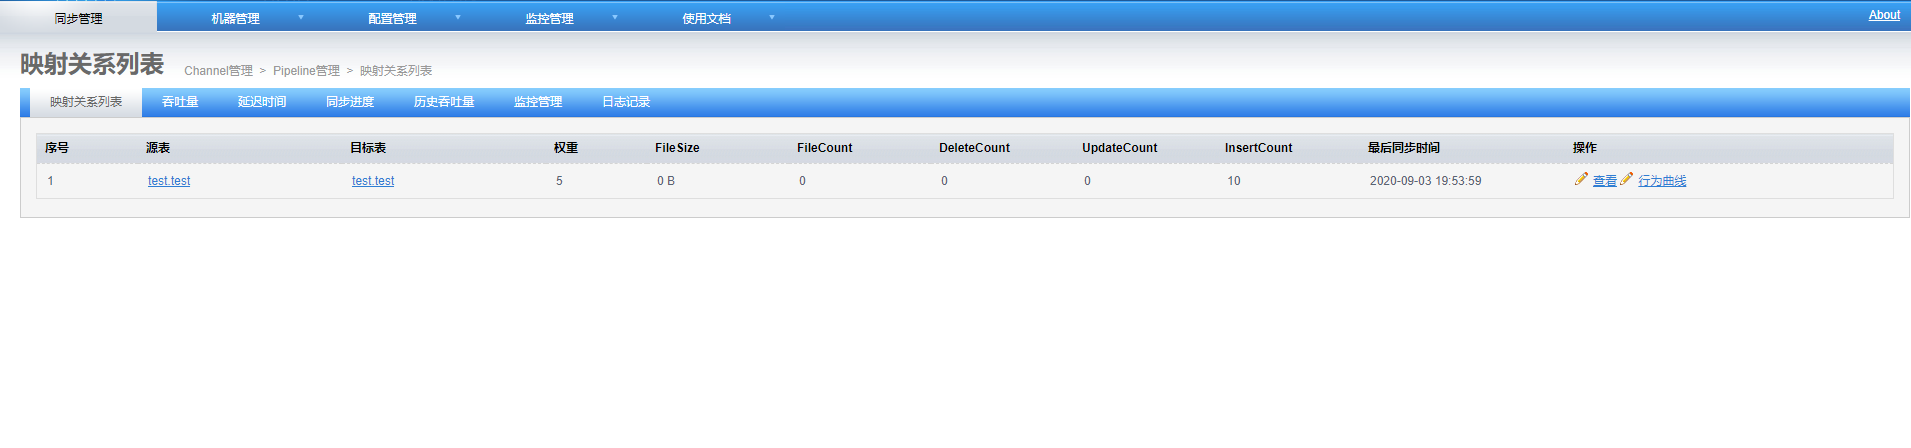 同步管理 机器管理 配置管理 监控管理 使用文档 About
映射关系列表 Channel管理 > Pipeline管理 > 映射关系列表
映射关系列表 吞吐量 延迟时间 同步进度 历史吞吐量 监控管理 日志记录
序号 源表 目标表 权重 FileSize FileCount DeleteCount UpdateCount InsertCount 最后同步时间 操作
1 test.test test.test 5 0 B 0 0 0 10 2020-09-03 19:53:59 查看 行为曲线